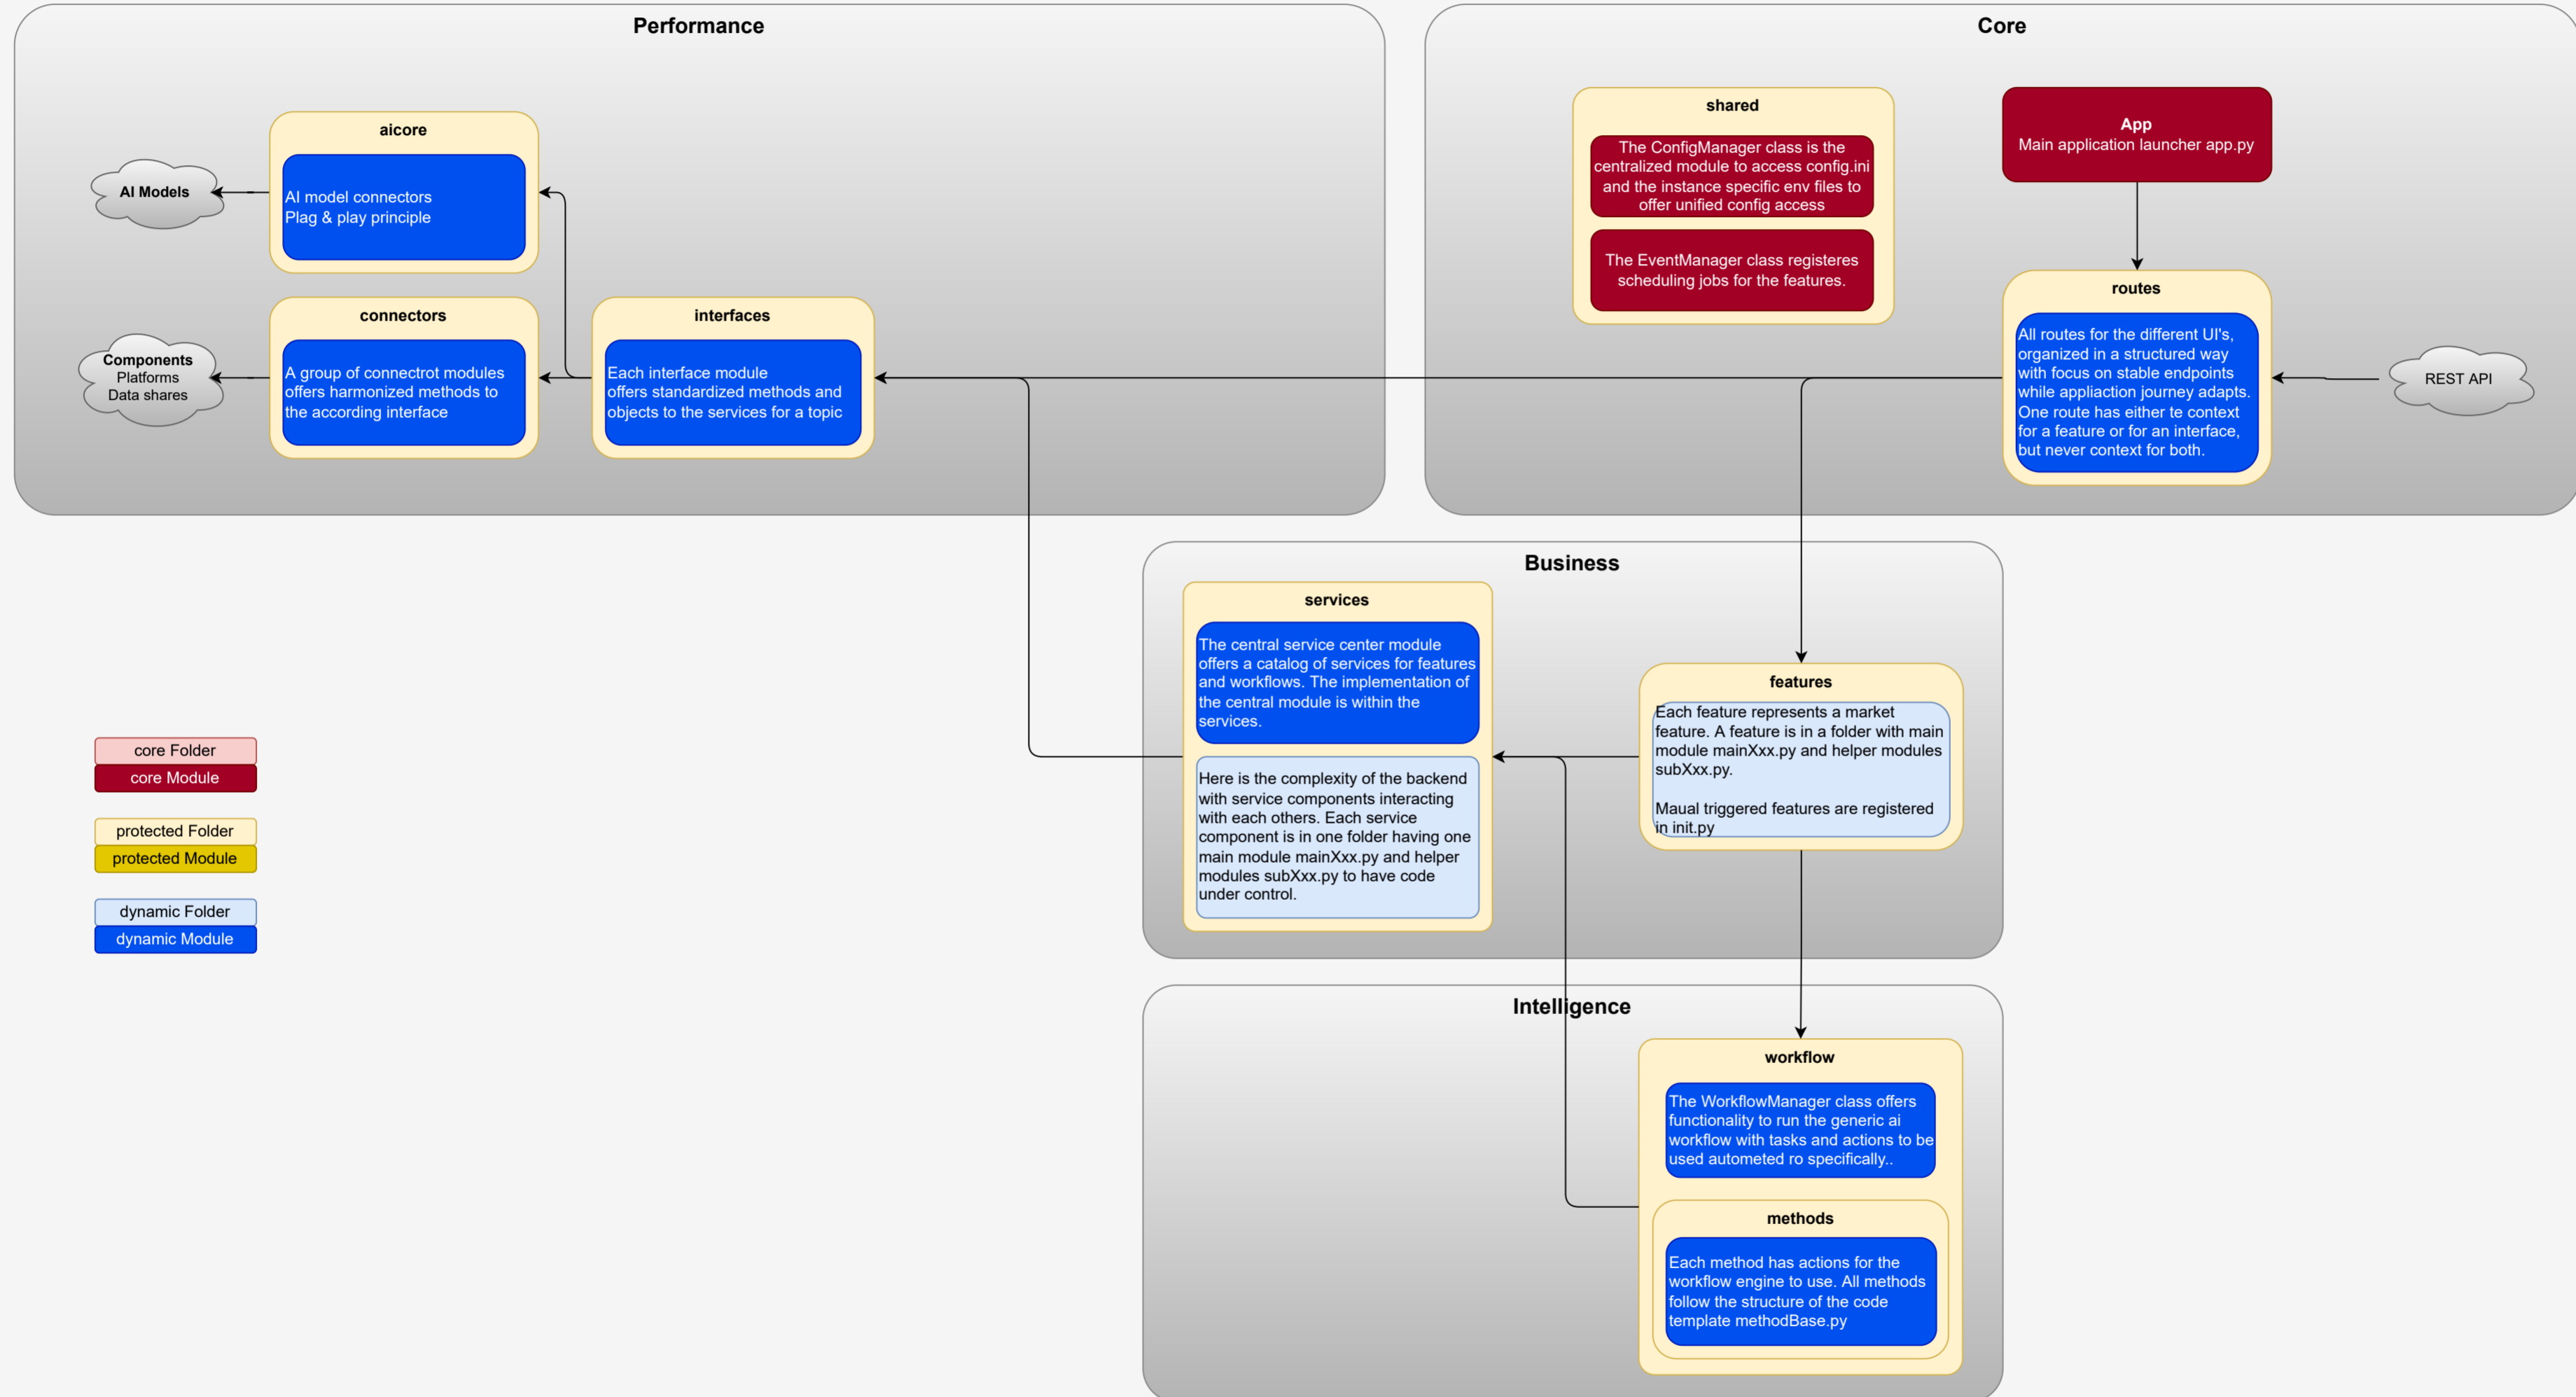 Performance
aicore
AI Models
AI model connectors
Plag & play principle
connectors
Components
Platforms
Data shares
A group of connectrot modules
offers harmonized methods to
the according interface
interfaces
Each interface module
offers standardized methods and
objects to the services for a topic
Core
shared
The ConfigManager class is the
centralized module to access config.ini
and the instance specific env files to
offer unified config access
The EventManager class registeres
scheduling jobs for the features.
App
Main application launcher app.py
routes
All routes for the different UI's,
organized in a structured way
with focus on stable endpoints
while appliaction journey adapts.
One route has either te context
for a feature or for an interface,
but never context for both.
REST API
Business
services
The central service center module
offers a catalog of services for features
and workflows. The implementation of
the central module is within the
services.
Here is the complexity of the backend
with service components interacting
with each others. Each service
component is in one folder having one
main module mainXxx.py and helper
modules subXxx.py to have code
under control.
features
Each feature represents a market
feature. A feature is in a folder with main
module mainXxx.py and helper modules
subXxx.py.
Maual triggered features are registered
in init.py
core Folder
core Module
protected Folder
protected Module
dynamic Folder
dynamic Module
Intelligence
workflow
The WorkflowManager class offers
functionality to run the generic ai
workflow with tasks and actions to be
used autometed ro specifically..
methods
Each method has actions for the
workflow engine to use. All methods
follow the structure of the code
template methodBase.py